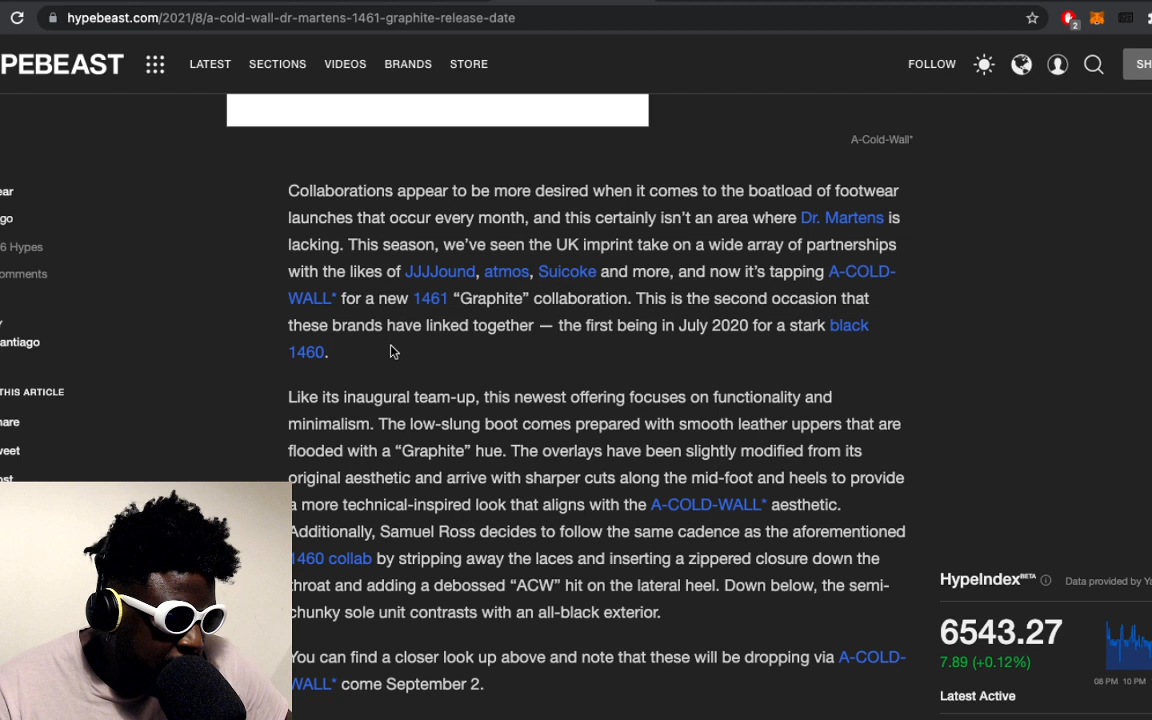 hypebeast.com/2021/8/a-cold-wall-dr-martens-1461-graphite-release-date
2
PEBEAST LATEST SECTIONS VIDEOS BRANDS STORE FOLLOW SH
A-Cold-Wall*
Collaborations appear to be more desired when it comes to the boatload of footwear
launches that occur every month, and this certainly isn't an area where Dr. Martens is
lacking. This season, we've seen the UK imprint take on a wide array of partnerships
with the likes of JJJJound, atmos, Suicoke and more, and now it's tapping A-COLD-
WALL* for a new 1461 “Graphite” collaboration. This is the second occasion that
these brands have linked together — the first being in July 2020 for a stark black
1460.
Like its inaugural team-up, this newest offering focuses on functionality and
minimalism. The low-slung boot comes prepared with smooth leather uppers that are
flooded with a “Graphite” hue. The overlays have been slightly modified from its
original aesthetic and arrive with sharper cuts along the mid-foot and heels to provide
a more technical-inspired look that aligns with the A-COLD-WALL* aesthetic.
Additionally, Samuel Ross decides to follow the same cadence as the aforementioned
1460 collab by stripping away the laces and inserting a zippered closure down the
throat and adding a debossed “ACW” hit on the lateral heel. Down below, the semi-
chunky sole unit contrasts with an all-black exterior.
You can find a closer look up above and note that these will be dropping via A-COLD-
WALL* come September 2.
ear
go
6 Hypes
omments
y
antiago
THIS ARTICLE
hare
weet
ost
HypeIndex BETA Data provided by Ya
6543.27
7.89 (+0.12%)
08 PM 10 PM
Latest Active